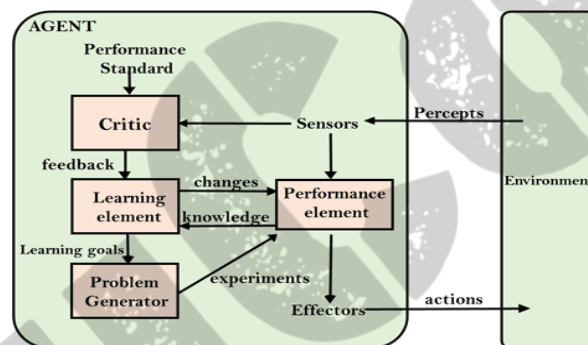 AGENT
Performance
Standard
Critic
Sensors
Percepts
feedback
Learning
element
changes
knowledge
Performance
element
Environmen
Learning goals
Problem
Generator
experiments
Effectors
actions